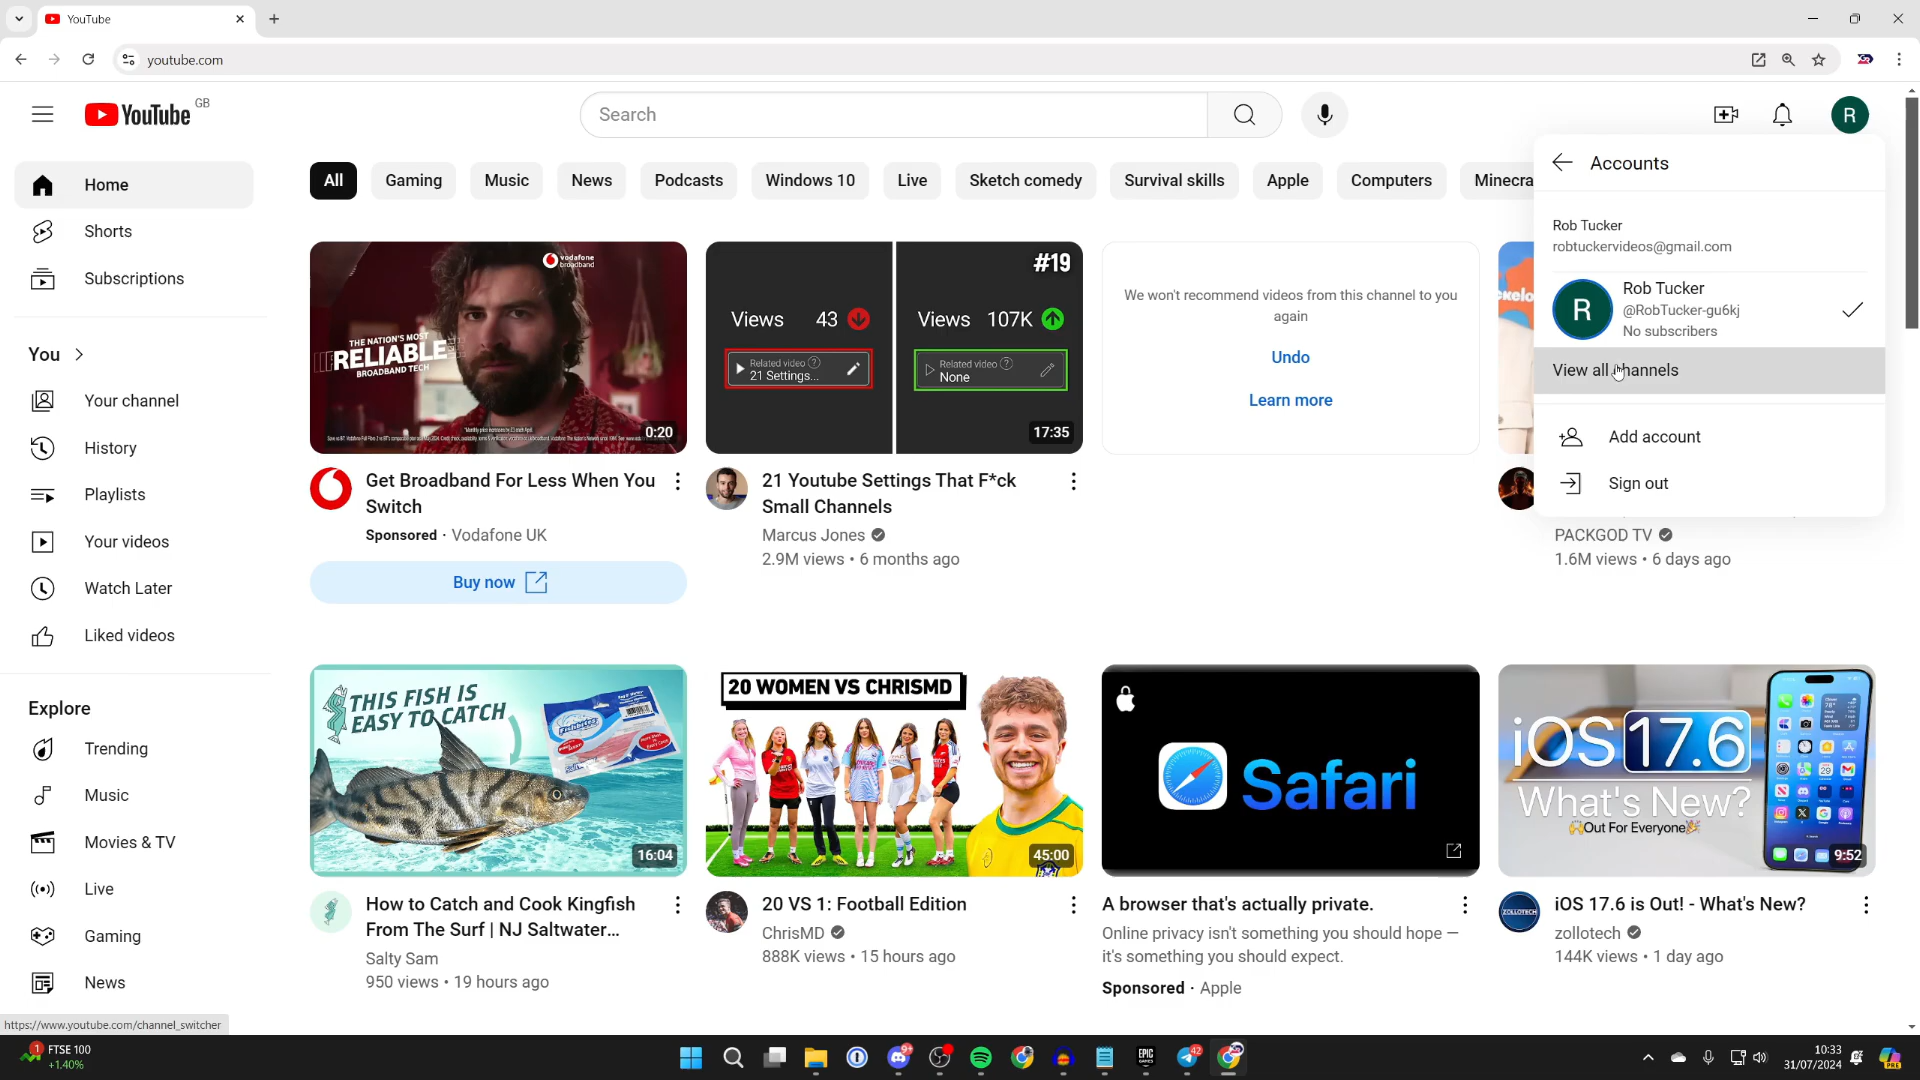 YouTube
youtube.com
YouTube GB
Search
All
Gaming
Music
News
Podcasts
Windows 10
Live
Sketch comedy
Survival skills
Apple
Computers
Minecra
Home
Shorts
Subscriptions
You
Your channel
History
Playlists
Your videos
Watch Later
Liked videos
Explore
Trending
Music
Movies & TV
Live
Gaming
News
Accounts
Rob Tucker
robtuckervideos@gmail.com
R
R
Rob Tucker
@RobTucker-gu6kj
No subscribers
View all channels
Add account
Sign out
vodafone
broadband
THE NATION'S MOST
RELIABLE
BROADBAND TECH
0:20
Get Broadband For Less When You
Switch
Sponsored · Vodafone UK
Buy now
#19
Views 43
Views 107K
Related video
21 Settings...
Related video
None
17:35
21 Youtube Settings That F*ck
Small Channels
Marcus Jones
2.9M views • 6 months ago
We won't recommend videos from this channel to you
again
Undo
Learn more
PACKGOD TV
1.6M views • 6 days ago
THIS FISH IS
EASY TO CATCH
16:04
How to Catch and Cook Kingfish
From The Surf | NJ Saltwater...
Salty Sam
950 views • 19 hours ago
20 WOMEN VS CHRISMD
45:00
20 VS 1: Football Edition
ChrisMD
888K views • 15 hours ago
Safari
A browser that's actually private.
Online privacy isn't something you should hope —
it's something you should expect.
Sponsored · Apple
iOS 17.6
What's New?
Out For Everyone
9:52
ZOLLOTECH
iOS 17.6 is Out! - What's New?
zollotech
144K views • 1 day ago
https://www.youtube.com/channel_switcher
1
FTSE 100
+1.40%
9+
EPIC
GAMES
42
10:33
31/07/2024
PRE